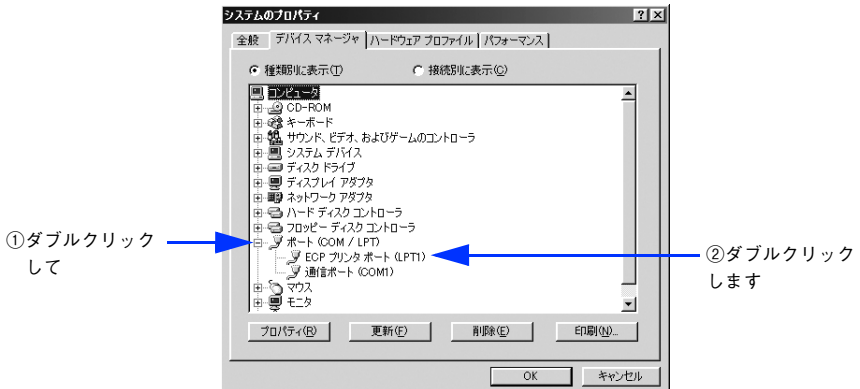 システムのプロパティ
全般 デバイス マネージャ ハードウェア プロファイル パフォーマンス
種類別に表示(T) 接続別に表示(C)
コンピュータ
CD-ROM
キーボード
サウンド、ビデオ、およびゲームのコントローラ
システム デバイス
ディスク ドライブ
ディスプレイ アダプタ
ネットワーク アダプタ
ハード ディスク コントローラ
フロッピー ディスク コントローラ
ポート (COM / LPT)
ECP プリンタ ポート (LPT1)
通信ポート (COM1)
マウス
モニタ
①ダブルクリック
して
②ダブルクリック
します
プロパティ(R) 更新(F) 削除(E) 印刷(N)...
OK キャンセル